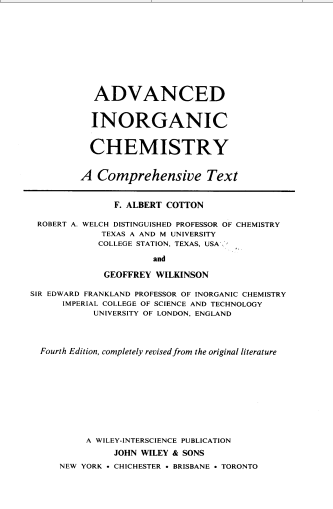 ADVANCED
INORGANIC
CHEMISTRY
A Comprehensive Text
F. ALBERT COTTON
ROBERT A. WELCH DISTINGUISHED PROFESSOR OF CHEMISTRY
TEXAS A AND M UNIVERSITY
COLLEGE STATION, TEXAS, USA
and
GEOFFREY WILKINSON
SIR EDWARD FRANKLAND PROFESSOR OF INORGANIC CHEMISTRY
IMPERIAL COLLEGE OF SCIENCE AND TECHNOLOGY
UNIVERSITY OF LONDON, ENGLAND
Fourth Edition, completely revised from the original literature
A WILEY-INTERSCIENCE PUBLICATION
JOHN WILEY & SONS
NEW YORK • CHICHESTER • BRISBANE • TORONTO